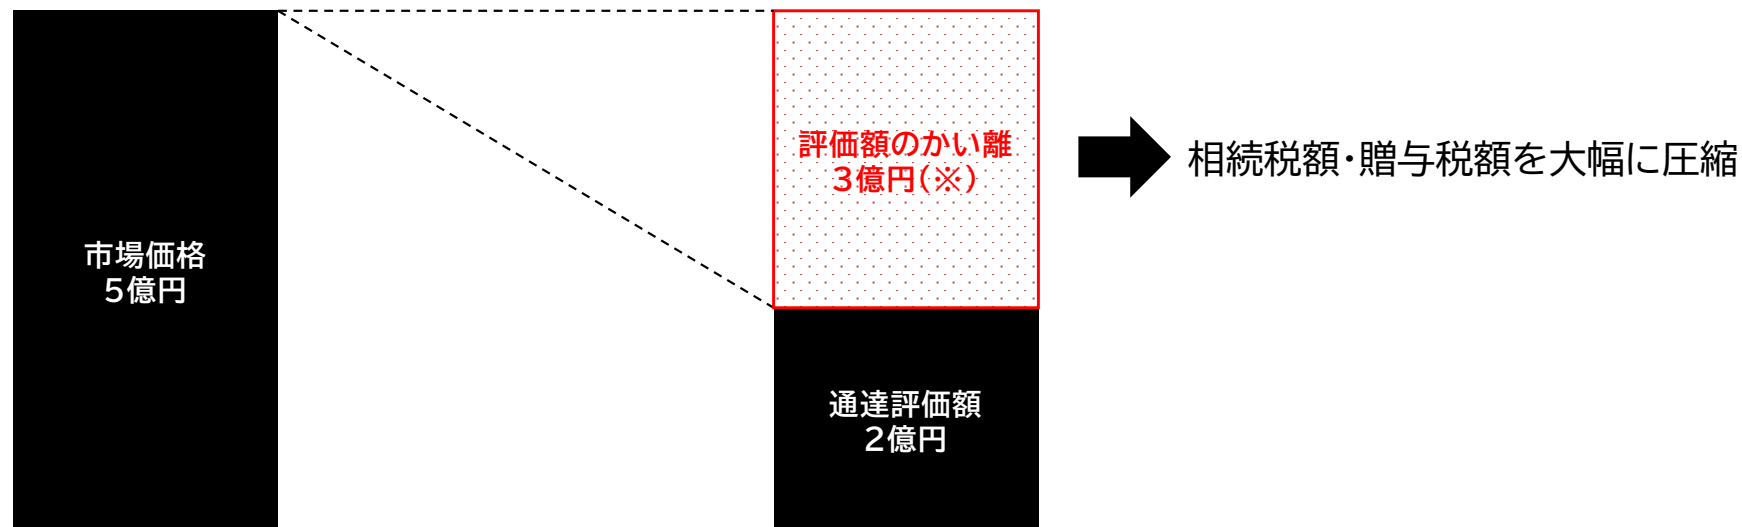 評価額のかい離
3億円(※)
相続税額・贈与税額を大幅に圧縮
市場価格
5億円
通達評価額
2億円